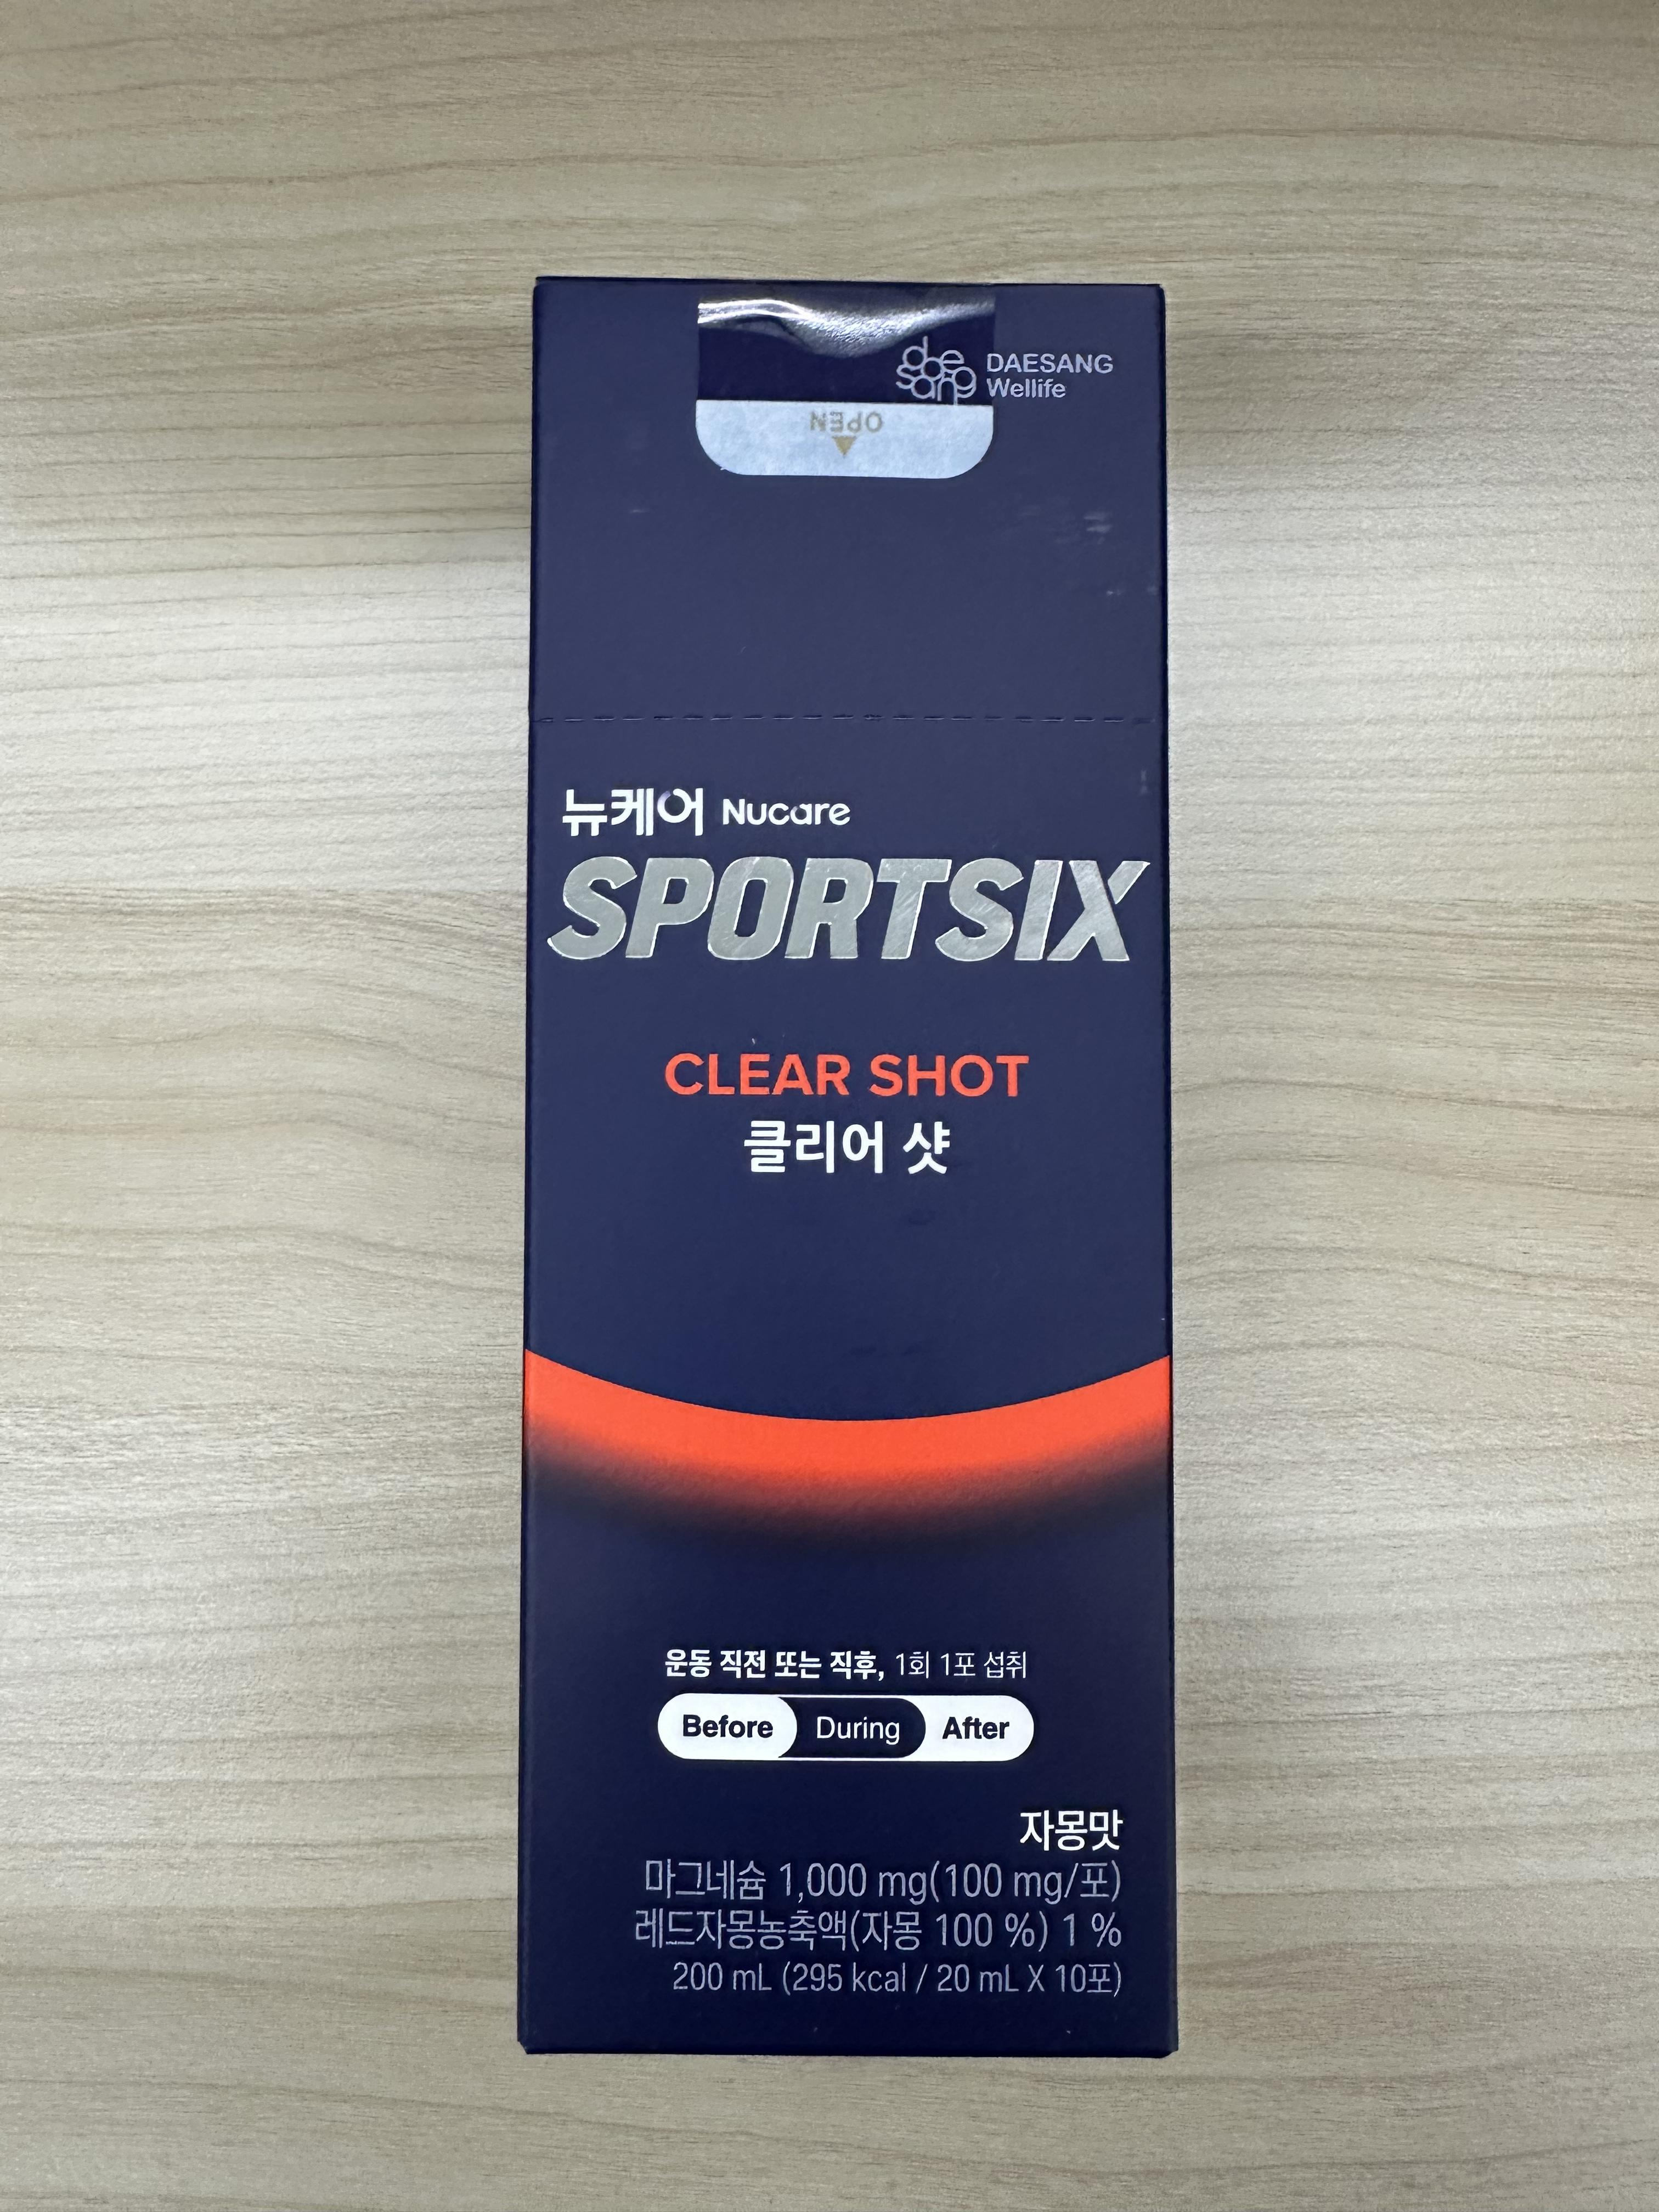 daesang DAESANG
Wellife
OPEN
뉴케어 Nucare
SPORTSIX
CLEAR SHOT
클리어 샷
운동 직전 또는 직후, 1회 1포 섭취
Before During After
자몽맛
마그네슘 1,000 mg(100 mg/포)
레드자몽농축액(자몽 100 %) 1 %
200 mL (295 kcal / 20 mL X 10포)